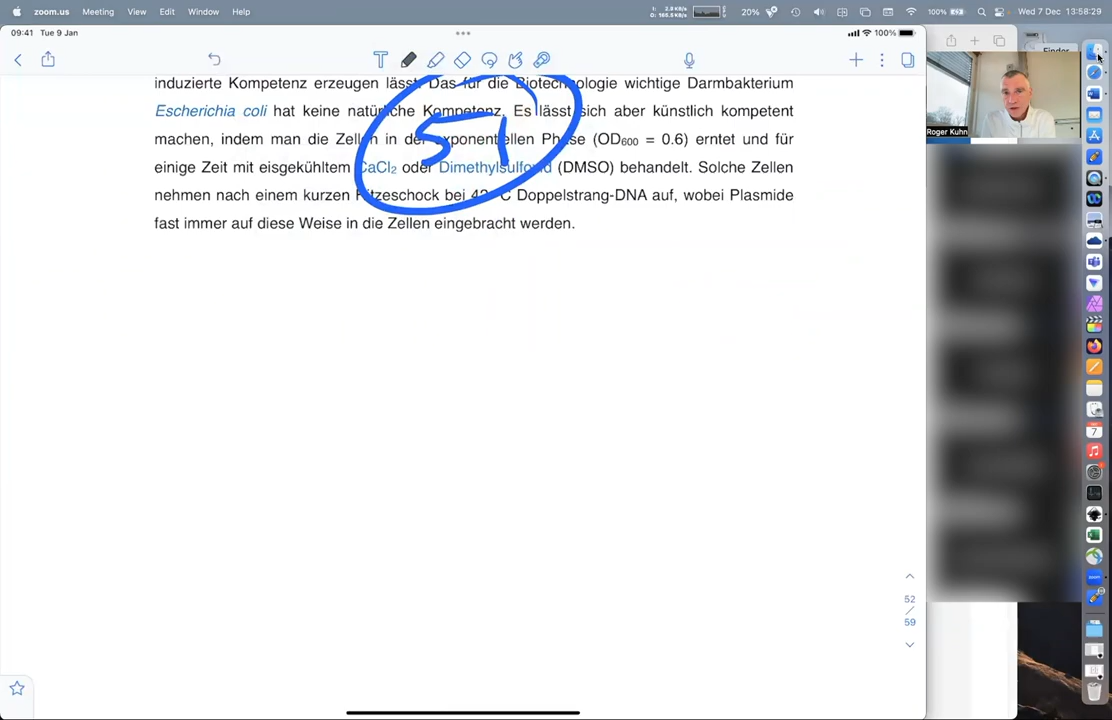 zoom.us Meeting View Edit Window Help 20% 100% Wed 7 Dec 13:58:29
09:41 Tue 9 Jan 100%
Finder
induzierte Kompetenz erzeugen lässt. Das für die Biotechnologie wichtige Darmbakterium
Escherichia coli hat keine natürliche Kompetenz. Es lässt sich aber künstlich kompetent
machen, indem man die Zellen in der exponentiellen Phase (OD600 = 0.6) erntet und für
einige Zeit mit eisgekühltem CaCl2 oder Dimethylsulfoxid (DMSO) behandelt. Solche Zellen
nehmen nach einem kurzen Hitzeschock bei 42 °C Doppelstrang-DNA auf, wobei Plasmide
fast immer auf diese Weise in die Zellen eingebracht werden.
51
Roger Kuhn
52
/
59